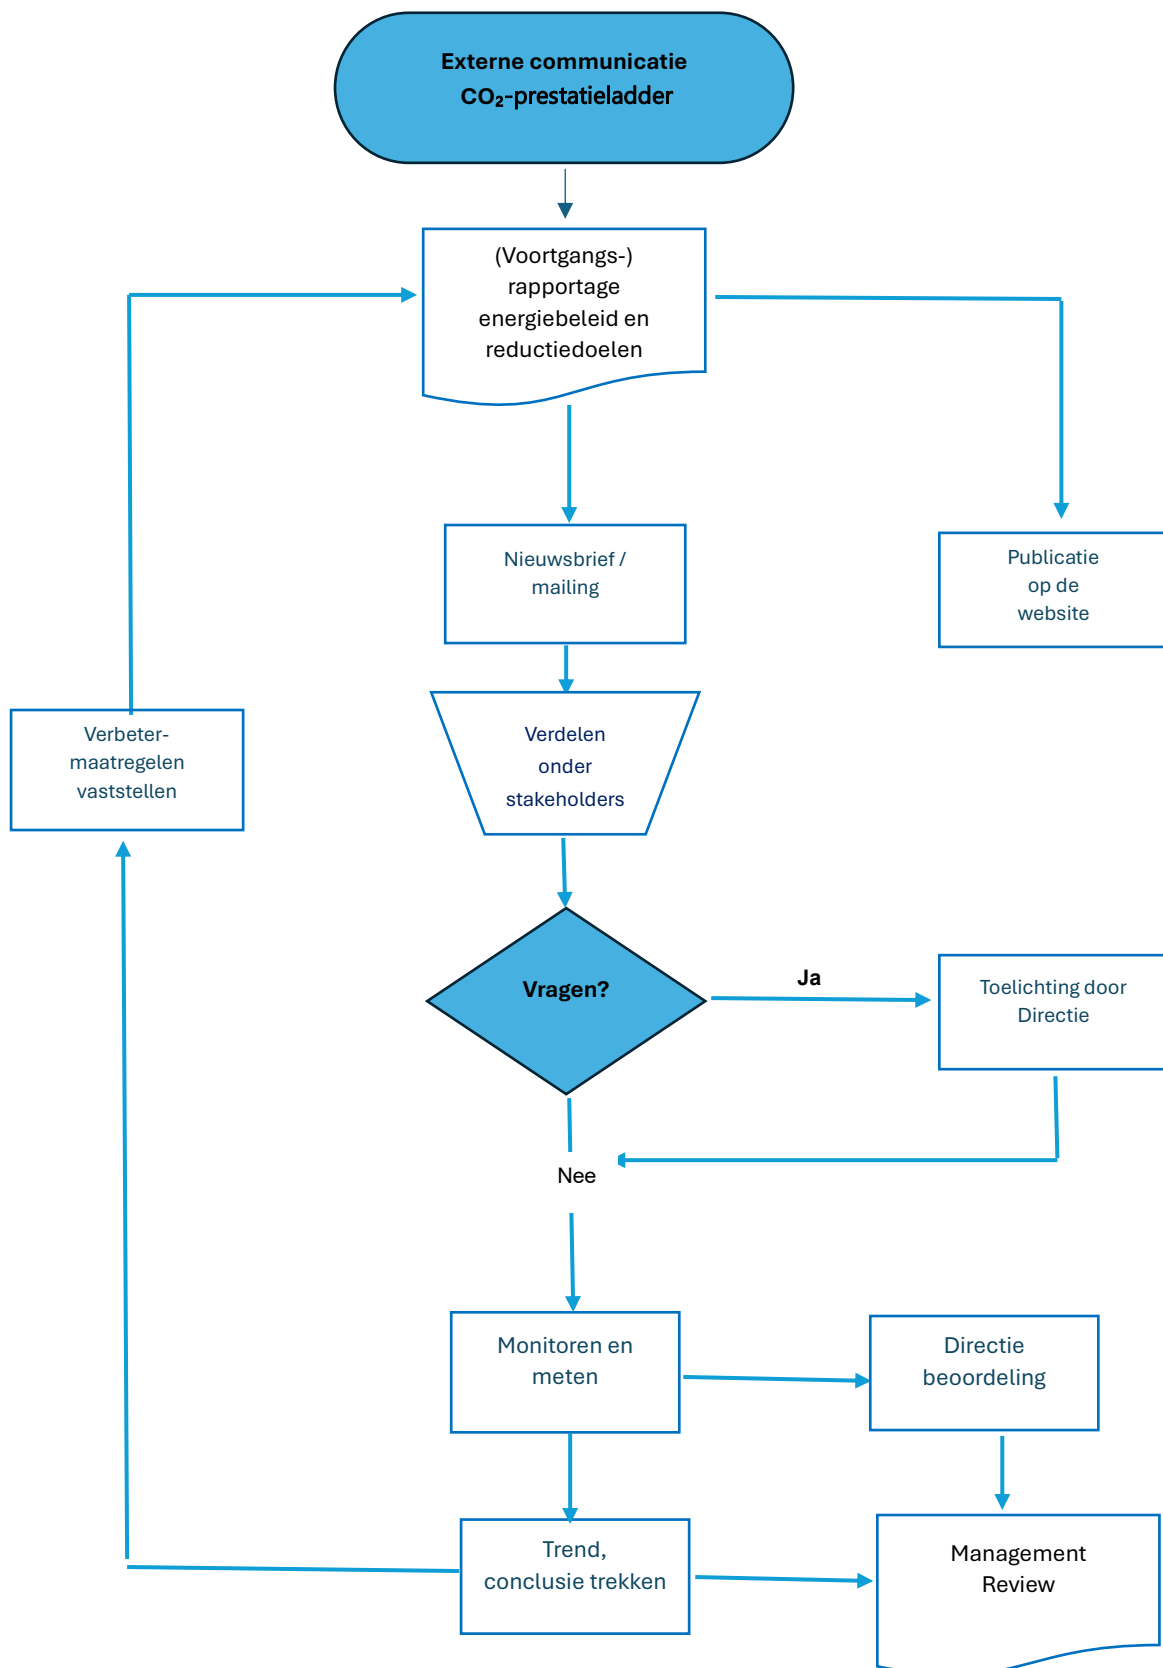 Externe communicatie
CO₂-prestatieladder
(Voortgangs-)
rapportage
energiebeleid en
reductiedoelen
Nieuwsbrief /
mailing
Publicatie
op de
website
Verbeter-
maatregelen
vaststellen
Verdelen
onder
stakeholders
Vragen?
Ja
Toelichting door
Directie
Nee
Monitoren en
meten
Directie
beoordeling
Trend,
conclusie trekken
Management
Review